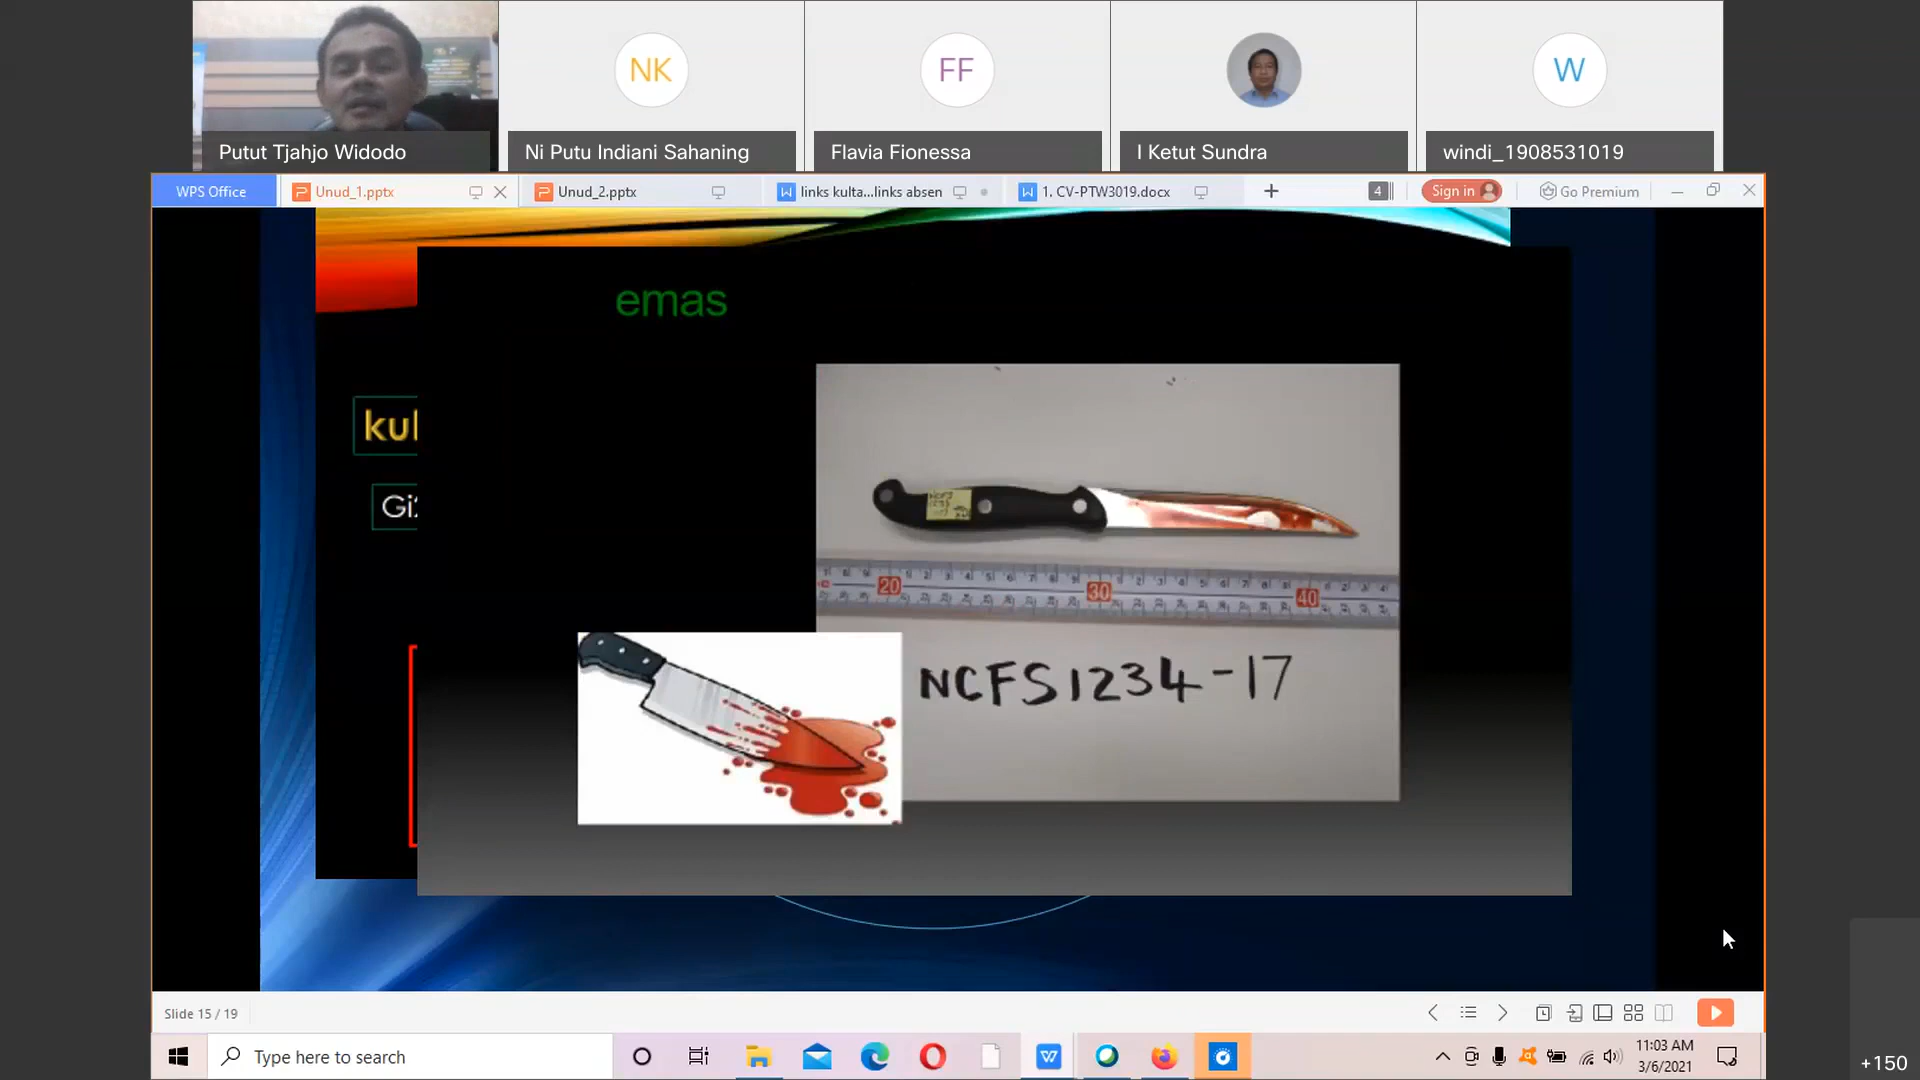 NK
FF
W
Putut Tjahjo Widodo
Ni Putu Indiani Sahaning
Flavia Fionessa
I Ketut Sundra
windi_1908531019
WPS Office
Unud_1.pptx
Unud_2.pptx
links kulta...links absen
1. CV-PTW3019.docx
4
Sign in
Go Premium
emas
kul
Gi
20
30
40
NCFS1234-17
Slide 15 / 19
Type here to search
11:03 AM
3/6/2021
+150